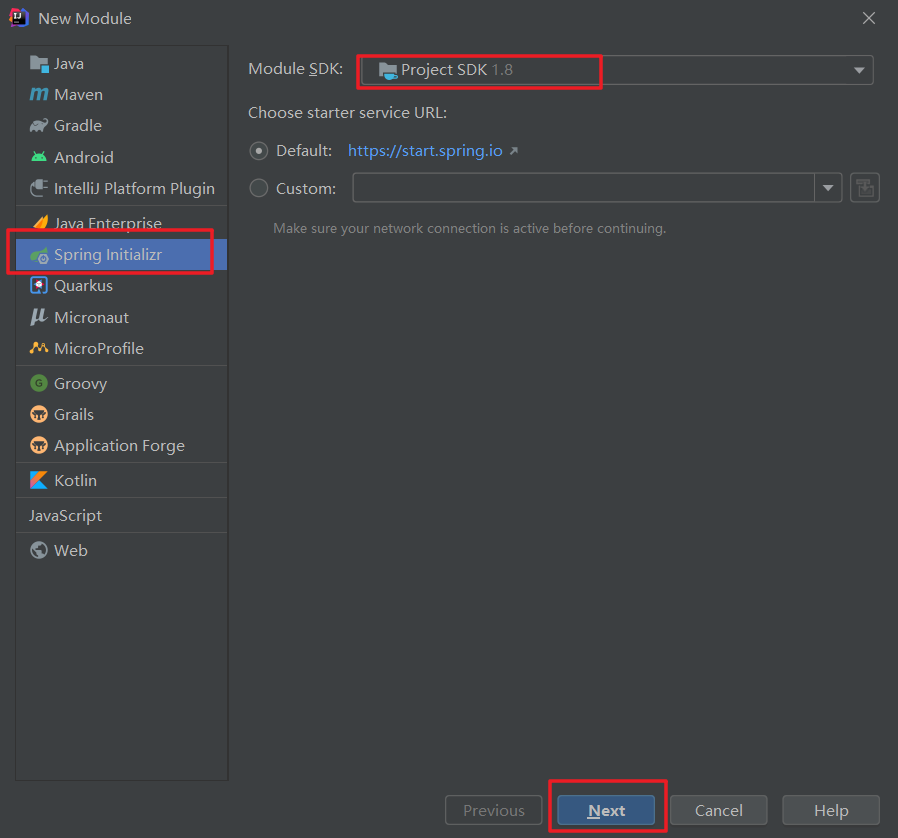 New Module
Java
Maven
Gradle
Android
IntelliJ Platform Plugin
Java Enterprise
Spring Initializr
Quarkus
Micronaut
MicroProfile
Groovy
Grails
Application Forge
Kotlin
JavaScript
Web
Module SDK: Project SDK 1.8
Choose starter service URL:
Default: https://start.spring.io
Custom:
Make sure your network connection is active before continuing.
Previous Next Cancel Help